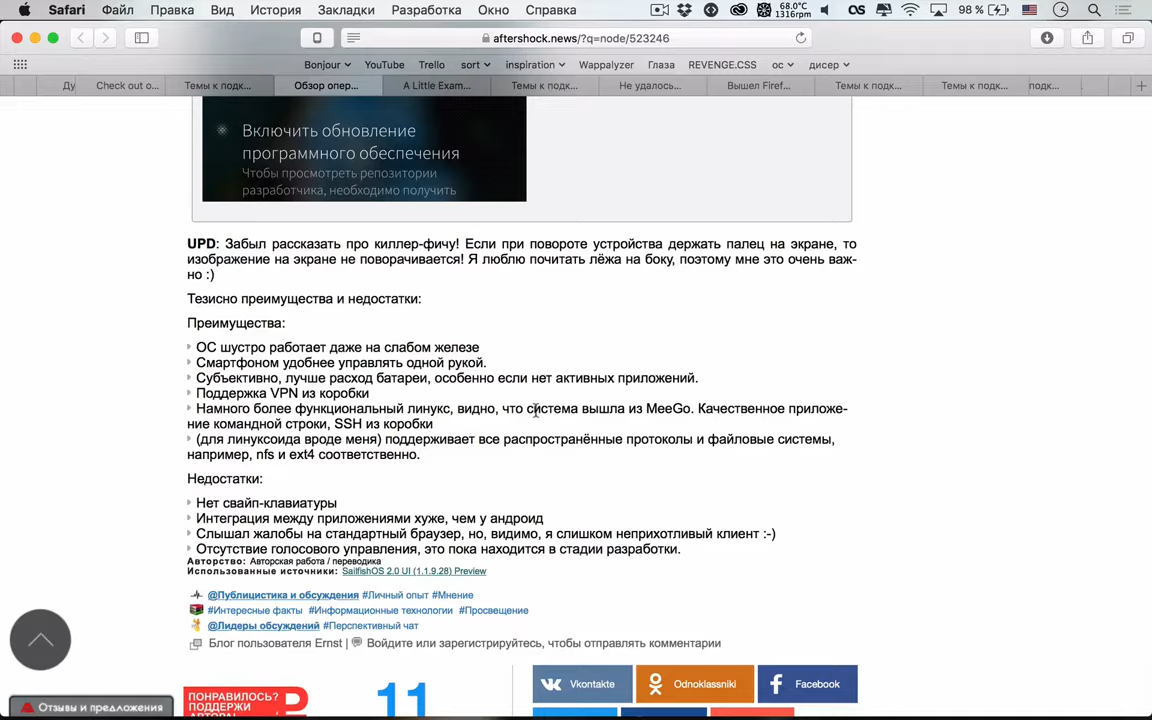 Safari Файл Правка Вид История Закладки Разработка Окно Справка 68.0°C 1316rpm 98 %
aftershock.news/?q=node/523246
Bonjour YouTube Trello sort inspiration Wappalyzer Глаза REVENGE.CSS ос дисер
Ду Check out o... Темы к подк... Обзор опер... A Little Exam... Темы к подк... Не удалось... Вышел Firef... Темы к подк... Темы к подк... подк...
Включить обновление
программного обеспечения
Чтобы просмотреть репозитории
разработчика, необходимо получить
UPD: Забыл рассказать про киллер-фичу! Если при повороте устройства держать палец на экране, то
изображение на экране не поворачивается! Я люблю почитать лёжа на боку, поэтому мне это очень важ-
но :)
Тезисно преимущества и недостатки:
Преимущества:
ОС шустро работает даже на слабом железе
Смартфоном удобнее управлять одной рукой.
Субъективно, лучше расход батареи, особенно если нет активных приложений.
Поддержка VPN из коробки
Намного более функциональный линукс, видно, что система вышла из MeeGo. Качественное приложе-
ние командной строки, SSH из коробки
(для линуксоида вроде меня) поддерживает все распространённые протоколы и файловые системы,
например, nfs и ext4 соответственно.
Недостатки:
Нет свайп-клавиатуры
Интеграция между приложениями хуже, чем у андроид
Слышал жалобы на стандартный браузер, но, видимо, я слишком неприхотливый клиент :-)
Отсутствие голосового управления, это пока находится в стадии разработки.
Авторство: Авторская работа / переводика
Использованные источники: SailfishOS 2.0 UI (1.1.9.28) Preview
@Публицистика и обсуждения #Личный опыт #Мнение
#Интересные факты #Информационные технологии #Просвещение
@Лидеры обсуждений #Перспективный чат
Блог пользователя Ernst | Войдите или зарегистрируйтесь, чтобы отправлять комментарии
Vkontakte Odnoklassniki Facebook
ПОНРАВИЛОСЬ?
ПОДДЕРЖИ
АВТОРА!
11
Отзывы и предложения